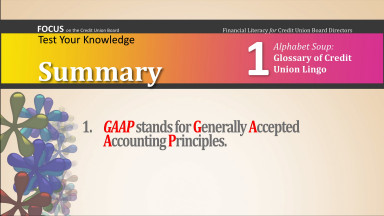 FOCUS on the Credit Union Board
Financial Literacy for Credit Union Board Directors
Test Your Knowledge
Summary
1
Alphabet Soup:
Glossary of Credit
Union Lingo
1. GAAP stands for Generally Accepted
Accounting Principles.